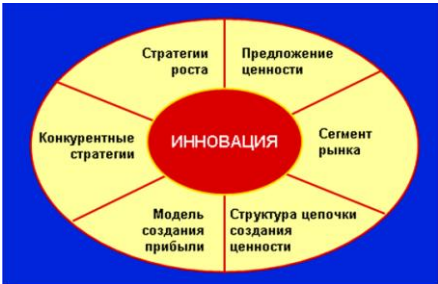 Стратегии
роста
Предложение
ценности
Конкурентные
стратегии
ИННОВАЦИЯ
Сегмент
рынка
Модель
создания
прибыли
Структура цепочки
создания
ценности